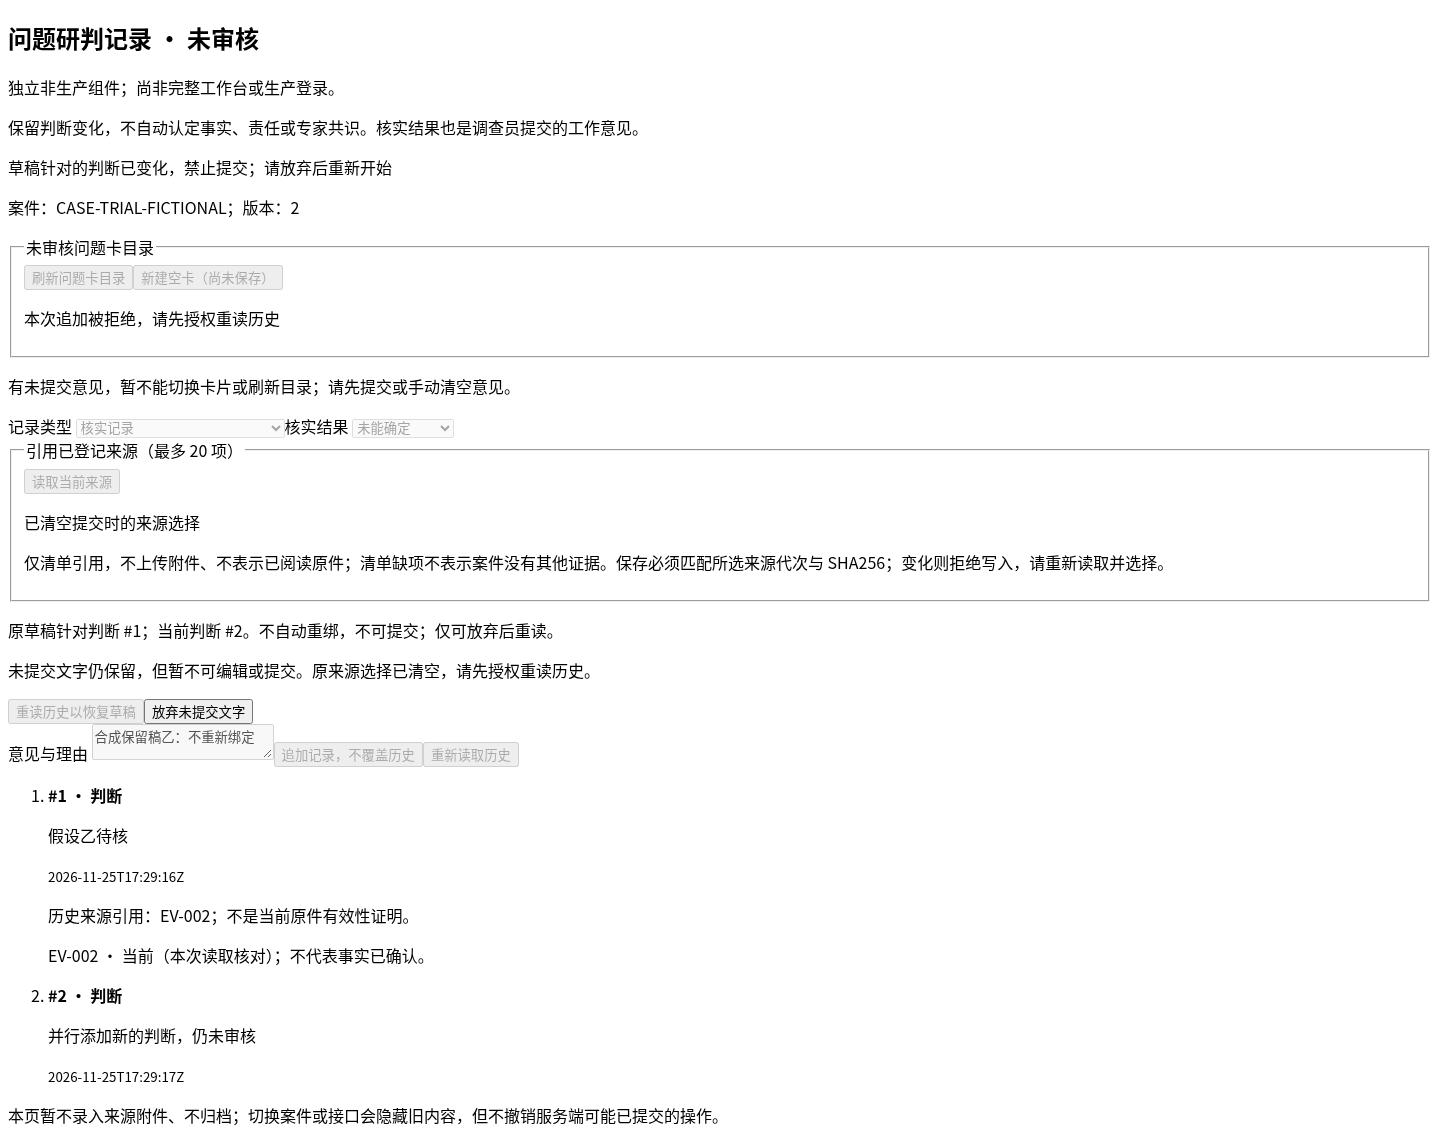 问题研判记录 · 未审核
独立非生产组件；尚非完整工作台或生产登录。
保留判断变化，不自动认定事实、责任或专家共识。核实结果也是调查员提交的工作意见。
草稿针对的判断已变化，禁止提交；请放弃后重新开始
案件：CASE-TRIAL-FICTIONAL；版本：2
未审核问题卡目录
刷新问题卡目录 新建空卡（尚未保存）
本次追加被拒绝，请先授权重读历史
有未提交意见，暂不能切换卡片或刷新目录；请先提交或手动清空意见。
记录类型 核实记录 核实结果 未能确定
引用已登记来源（最多 20 项）
读取当前来源
已清空提交时的来源选择
仅清单引用，不上传附件、不表示已阅读原件；清单缺项不表示案件没有其他证据。保存必须匹配所选来源代次与 SHA256；变化则拒绝写入，请重新读取并选择。
原草稿针对判断 #1；当前判断 #2。不自动重绑，不可提交；仅可放弃后重读。
未提交文字仍保留，但暂不可编辑或提交。原来源选择已清空，请先授权重读历史。
重读历史以恢复草稿 放弃未提交文字
意见与理由 合成保留稿乙：不重新绑定 追加记录，不覆盖历史 重新读取历史
1. #1 · 判断
假设乙待核
2026-11-25T17:29:16Z
历史来源引用：EV-002；不是当前原件有效性证明。
EV-002 · 当前（本次读取核对）；不代表事实已确认。
2. #2 · 判断
并行添加新的判断，仍未审核
2026-11-25T17:29:17Z
本页暂不录入来源附件、不归档；切换案件或接口会隐藏旧内容，但不撤销服务端可能已提交的操作。